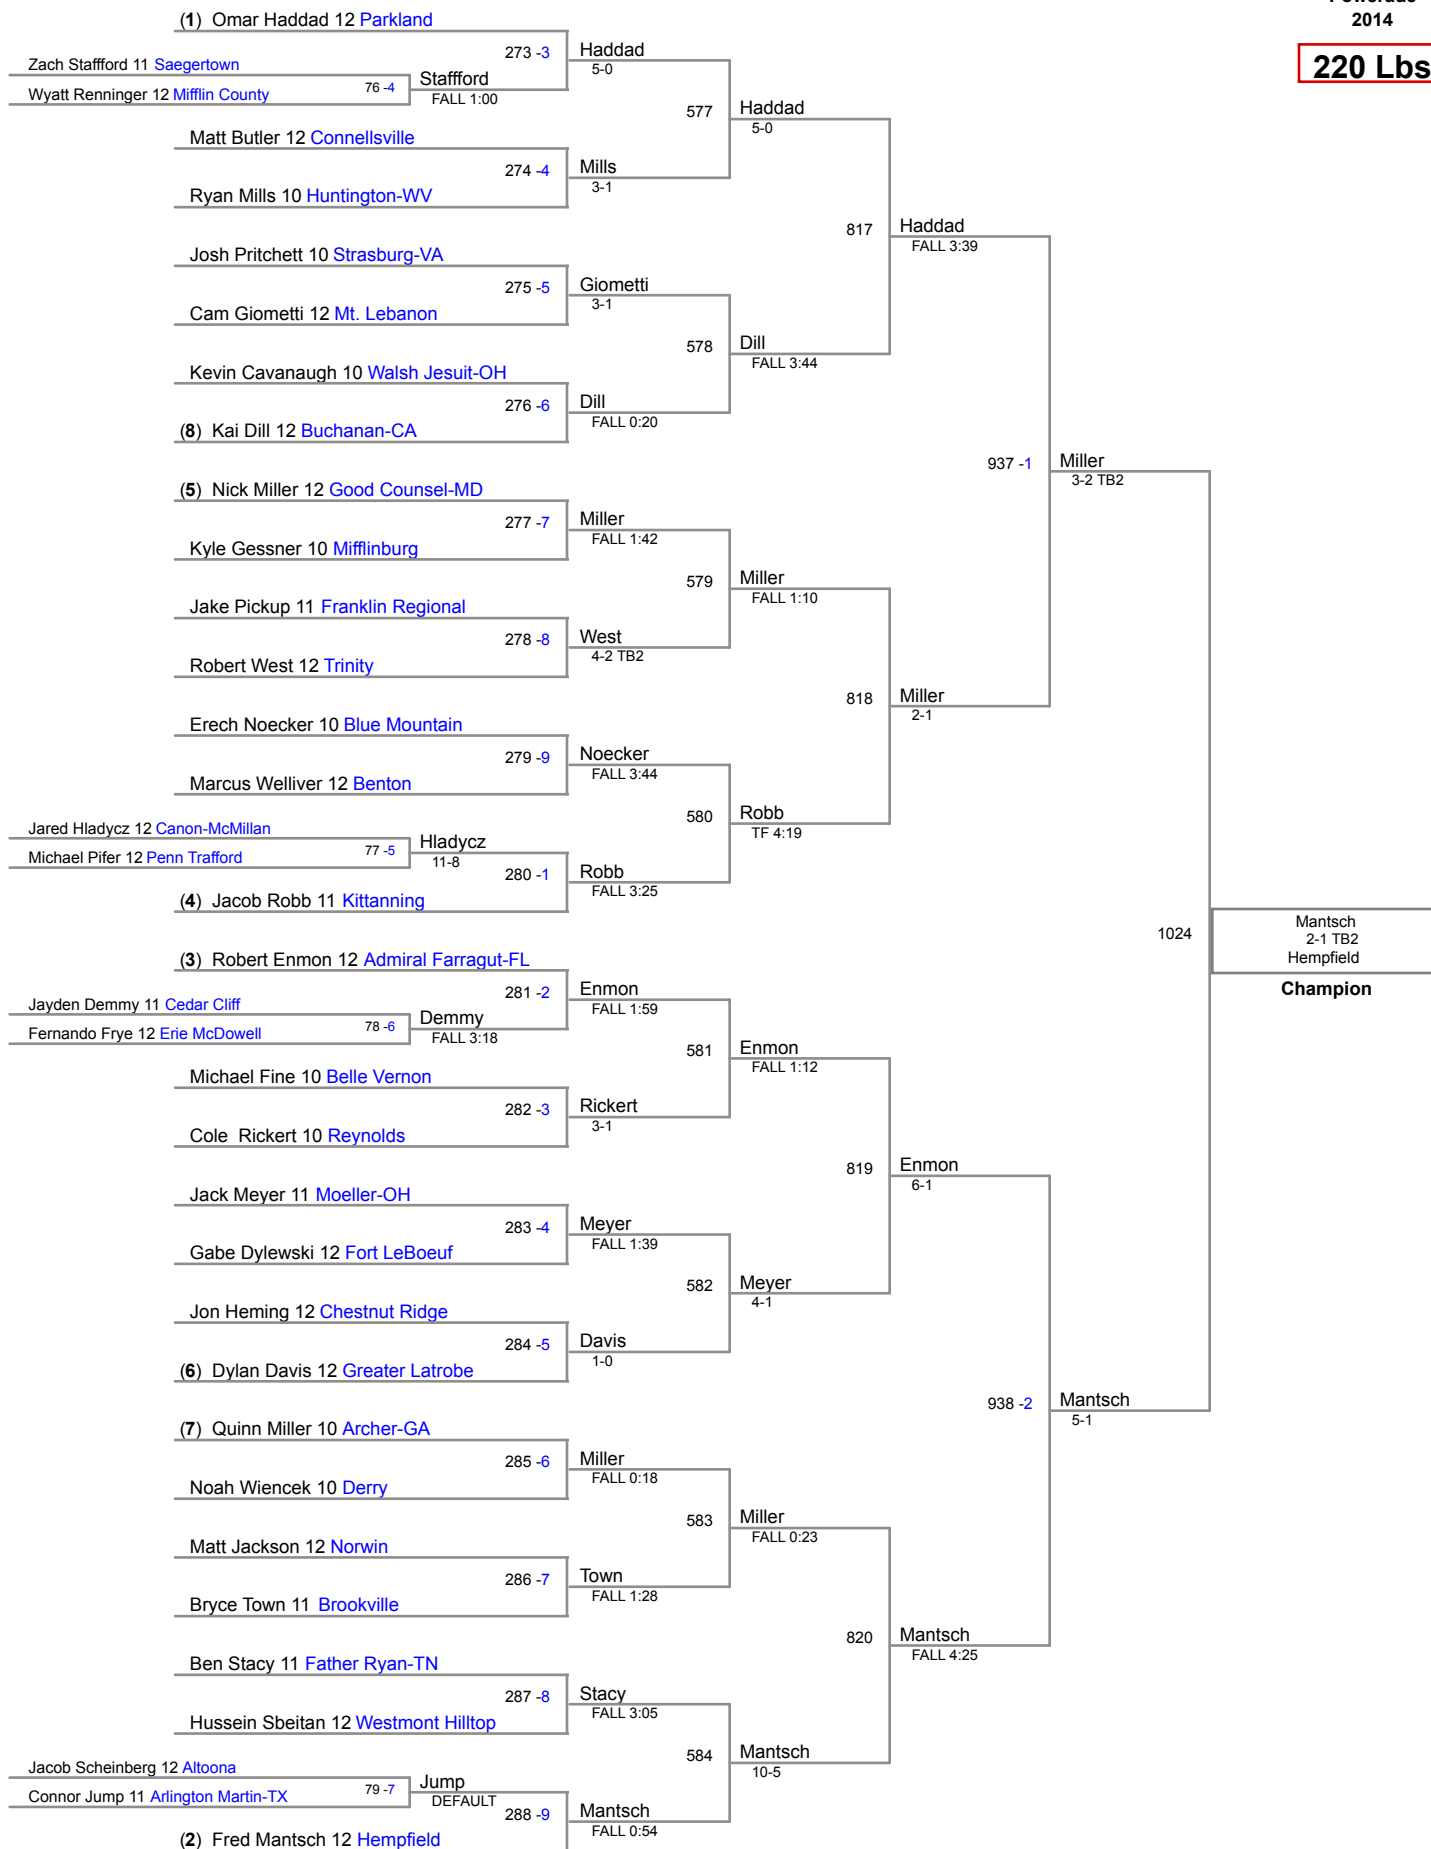 Powerade
2014
220 Lbs
(1) Omar Haddad 12 Parkland
273 -3
Haddad
5-0
Zach Staffford 11 Saegertown
76 -4
Staffford
FALL 1:00
Wyatt Renninger 12 Mifflin County
577
Haddad
5-0
Matt Butler 12 Connellsville
274 -4
Mills
3-1
Ryan Mills 10 Huntington-WV
817
Haddad
FALL 3:39
Josh Pritchett 10 Strasburg-VA
275 -5
Giometti
3-1
Cam Giometti 12 Mt. Lebanon
578
Dill
FALL 3:44
Kevin Cavanaugh 10 Walsh Jesuit-OH
276 -6
Dill
FALL 0:20
(8) Kai Dill 12 Buchanan-CA
937 -1
Miller
3-2 TB2
(5) Nick Miller 12 Good Counsel-MD
277 -7
Miller
FALL 1:42
Kyle Gessner 10 Mifflinburg
579
Miller
FALL 1:10
Jake Pickup 11 Franklin Regional
278 -8
West
4-2 TB2
Robert West 12 Trinity
818
Miller
2-1
Erech Noecker 10 Blue Mountain
279 -9
Noecker
FALL 3:44
Marcus Welliver 12 Benton
580
Robb
TF 4:19
Jared Hladycz 12 Canon-McMillan
77 -5
Hladycz
11-8
Michael Pifer 12 Penn Trafford
280 -1
Robb
FALL 3:25
(4) Jacob Robb 11 Kittanning
1024
Mantsch
2-1 TB2
Hempfield
Champion
(3) Robert Enmon 12 Admiral Farragut-FL
281 -2
Enmon
FALL 1:59
Jayden Demmy 11 Cedar Cliff
78 -6
Demmy
FALL 3:18
Fernando Frye 12 Erie McDowell
581
Enmon
FALL 1:12
Michael Fine 10 Belle Vernon
282 -3
Rickert
3-1
Cole Rickert 10 Reynolds
819
Enmon
6-1
Jack Meyer 11 Moeller-OH
283 -4
Meyer
FALL 1:39
Gabe Dylewski 12 Fort LeBoeuf
582
Meyer
4-1
Jon Heming 12 Chestnut Ridge
284 -5
Davis
1-0
(6) Dylan Davis 12 Greater Latrobe
938 -2
Mantsch
5-1
(7) Quinn Miller 10 Archer-GA
285 -6
Miller
FALL 0:18
Noah Wiencek 10 Derry
583
Miller
FALL 0:23
Matt Jackson 12 Norwin
286 -7
Town
FALL 1:28
Bryce Town 11 Brookville
820
Mantsch
FALL 4:25
Ben Stacy 11 Father Ryan-TN
287 -8
Stacy
FALL 3:05
Hussein Sbeitan 12 Westmont Hilltop
584
Mantsch
10-5
Jacob Scheinberg 12 Altoona
79 -7
Jump
DEFAULT
Connor Jump 11 Arlington Martin-TX
288 -9
Mantsch
FALL 0:54
(2) Fred Mantsch 12 Hempfield